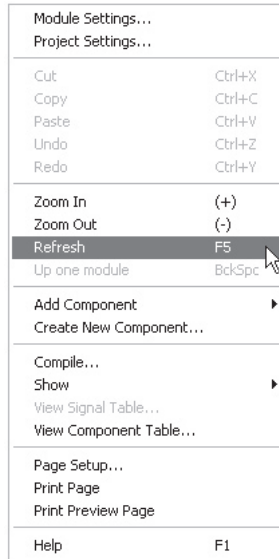 Module Settings...
Project Settings...
Cut Ctrl+X
Copy Ctrl+C
Paste Ctrl+V
Undo Ctrl+Z
Redo Ctrl+Y
Zoom In (+)
Zoom Out (-)
Refresh F5
Up one module BckSpc
Add Component
Create New Component...
Compile...
Show
View Signal Table...
View Component Table...
Page Setup...
Print Page
Print Preview Page
Help F1